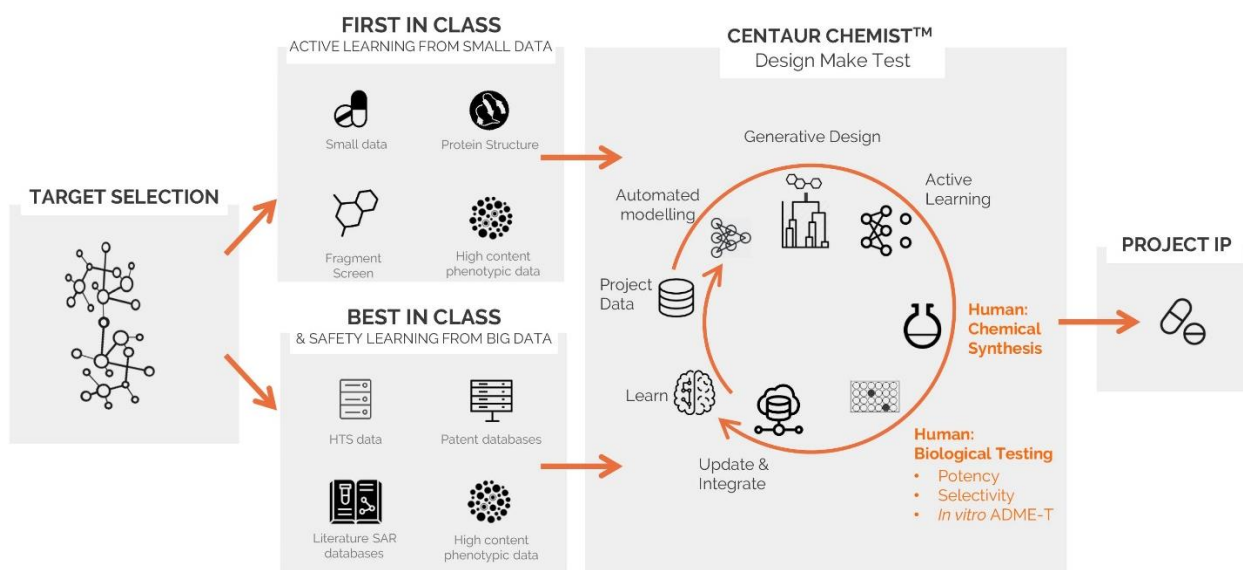 TARGET SELECTION
FIRST IN CLASS
ACTIVE LEARNING FROM SMALL DATA
Small data
Protein Structure
Fragment
Screen
High content
phenotypic data
BEST IN CLASS
& SAFETY LEARNING FROM BIG DATA
HTS data
Patent databases
Literature SAR
databases
High content
phenotypic data
CENTAUR CHEMIST™
Design Make Test
Generative Design
Automated
modelling
Active
Learning
Project
Data
Human:
Chemical
Synthesis
Learn
Update &
Integrate
Human:
Biological Testing
• Potency
• Selectivity
• In vitro ADME-T
PROJECT IP